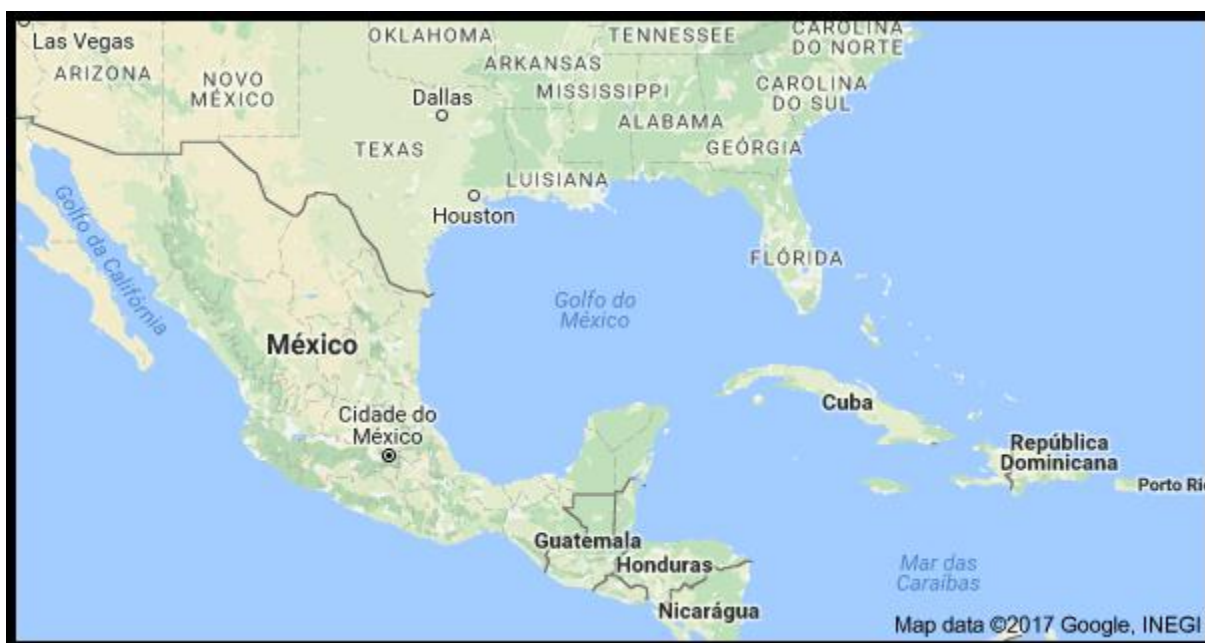 OKLAHOMA
TENNESSEE
CAROLINA
DO NORTE
Las Vegas
ARIZONA
NOVO
MÉXICO
ARKANSAS
MISSISSIPPI
CAROLINA
DO SUL
Dallas
ALABAMA
GEÓRGIA
TEXAS
LUISIANA
Houston
FLÓRIDA
Golfo da Califórnia
Golfo do
México
México
Cuba
Cidade do
México
República
Dominicana
Porto Ri
Guatemala
Honduras
Mar das
Caraíbas
Nicarágua
Map data ©2017 Google, INEGI